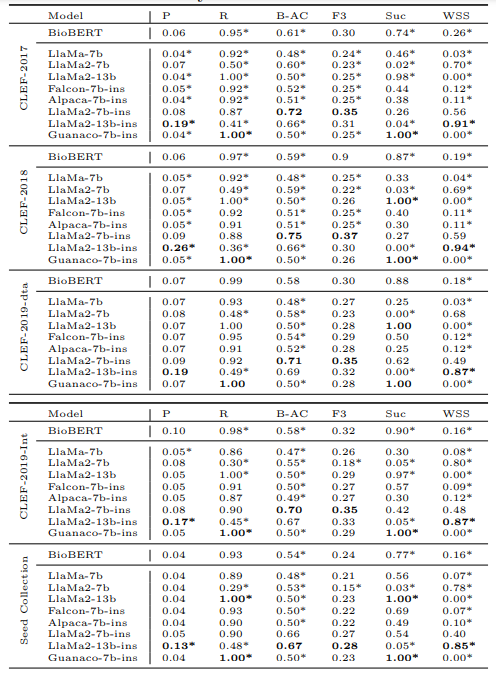 Model P R B-AC F3 Suc WSS
CLEF-2017
BioBERT 0.06 0.95* 0.61* 0.30 0.74* 0.26*
LlaMa-7b 0.04* 0.92* 0.48* 0.24* 0.46* 0.03*
LlaMa2-7b 0.07 0.50* 0.60* 0.23* 0.02* 0.70*
LlaMa2-13b 0.04* 1.00* 0.50* 0.25* 0.98* 0.00*
Falcon-7b-ins 0.05* 0.92* 0.52* 0.25* 0.44 0.12*
Alpaca-7b-ins 0.04* 0.92* 0.51* 0.25* 0.38 0.11*
LlaMa2-7b-ins 0.08 0.87 0.72 0.35 0.26 0.56
LlaMa2-13b-ins 0.19* 0.41* 0.66* 0.31 0.04* 0.91*
Guanaco-7b-ins 0.04* 1.00* 0.50* 0.25* 1.00* 0.00*
CLEF-2018
BioBERT 0.06 0.97* 0.59* 0.9 0.87* 0.19*
LlaMa-7b 0.05* 0.92* 0.48* 0.25* 0.33 0.04*
LlaMa2-7b 0.07 0.49* 0.59* 0.22* 0.03* 0.69*
LlaMa2-13b 0.05* 1.00* 0.50* 0.26 1.00* 0.00*
Falcon-7b-ins 0.05* 0.92 0.51* 0.25* 0.40 0.11*
Alpaca-7b-ins 0.05* 0.91 0.51* 0.25* 0.30 0.11*
LlaMa2-7b-ins 0.09 0.88 0.75 0.37 0.27 0.59
LlaMa2-13b-ins 0.26* 0.36* 0.66* 0.30 0.00* 0.94*
Guanaco-7b-ins 0.05* 1.00* 0.50* 0.26 1.00* 0.00*
CLEF-2019-dta
BioBERT 0.07 0.99 0.58 0.30 0.88 0.18*
LlaMa-7b 0.07 0.93 0.48* 0.27 0.25 0.03*
LlaMa2-7b 0.08 0.48* 0.58* 0.23 0.00* 0.68
LlaMa2-13b 0.07 1.00 0.50* 0.28 1.00 0.00*
Falcon-7b-ins 0.07 0.95 0.54* 0.29 0.50 0.12*
Alpaca-7b-ins 0.07 0.91 0.52* 0.28 0.25 0.12*
LlaMa2-7b-ins 0.09 0.92 0.71 0.35 0.62 0.49
LlaMa2-13b-ins 0.19 0.49* 0.69 0.32 0.00* 0.87*
Guanaco-7b-ins 0.07 1.00 0.50* 0.28 1.00 0.00*
Model P R B-AC F3 Suc WSS
CLEF-2019-Int
BioBERT 0.10 0.98* 0.58* 0.32 0.90* 0.16*
LlaMa-7b 0.05* 0.86 0.47* 0.26 0.30 0.08*
LlaMa2-7b 0.08 0.30* 0.55* 0.18* 0.05* 0.80*
LlaMa2-13b 0.05 1.00* 0.50* 0.29 0.97* 0.00*
Falcon-7b-ins 0.05 0.91 0.50* 0.27 0.57 0.09*
Alpaca-7b-ins 0.05 0.87 0.49* 0.27 0.30 0.12*
LlaMa2-7b-ins 0.08 0.90 0.70 0.35 0.42 0.48
LlaMa2-13b-ins 0.17* 0.45* 0.67 0.33 0.05* 0.87*
Guanaco-7b-ins 0.05 1.00* 0.50* 0.29 1.00* 0.00*
Seed Collection
BioBERT 0.04 0.93 0.54* 0.24 0.77* 0.16*
LlaMa-7b 0.04 0.89 0.48* 0.21 0.56 0.07*
LlaMa2-7b 0.04 0.29* 0.53* 0.15* 0.03* 0.78*
LlaMa2-13b 0.04 1.00* 0.50* 0.23 1.00* 0.00*
Falcon-7b-ins 0.04 0.93 0.50* 0.22 0.69 0.07*
Alpaca-7b-ins 0.04 0.90 0.50* 0.22 0.49 0.10*
LlaMa2-7b-ins 0.05 0.90 0.66 0.27 0.54 0.40
LlaMa2-13b-ins 0.13* 0.48* 0.67 0.28 0.05* 0.85*
Guanaco-7b-ins 0.04 1.00* 0.50* 0.23 1.00* 0.00*